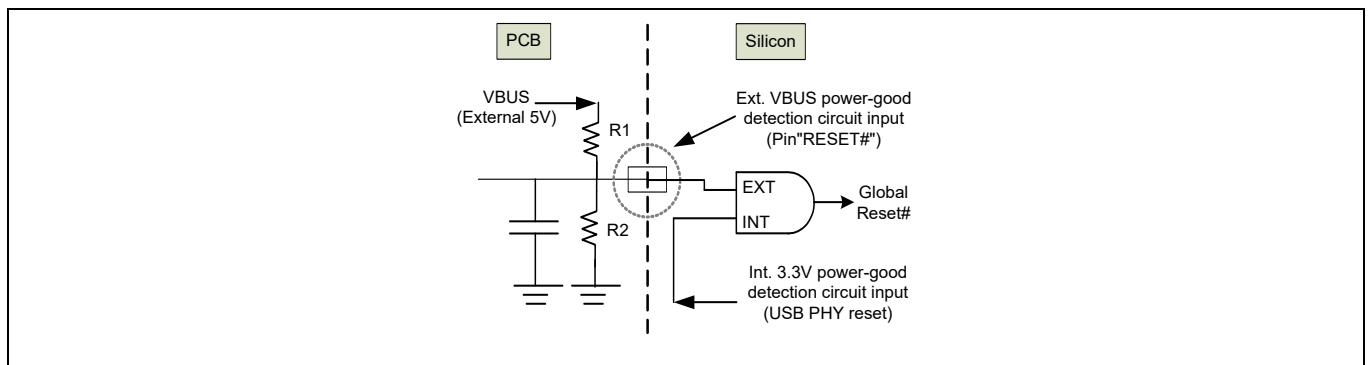 PCB
Silicon
VBUS
(External 5V)
R1
Ext. VBUS power-good
detection circuit input
(Pin"RESET#")
EXT
Global
Reset#
INT
R2
Int. 3.3V power-good
detection circuit input
(USB PHY reset)